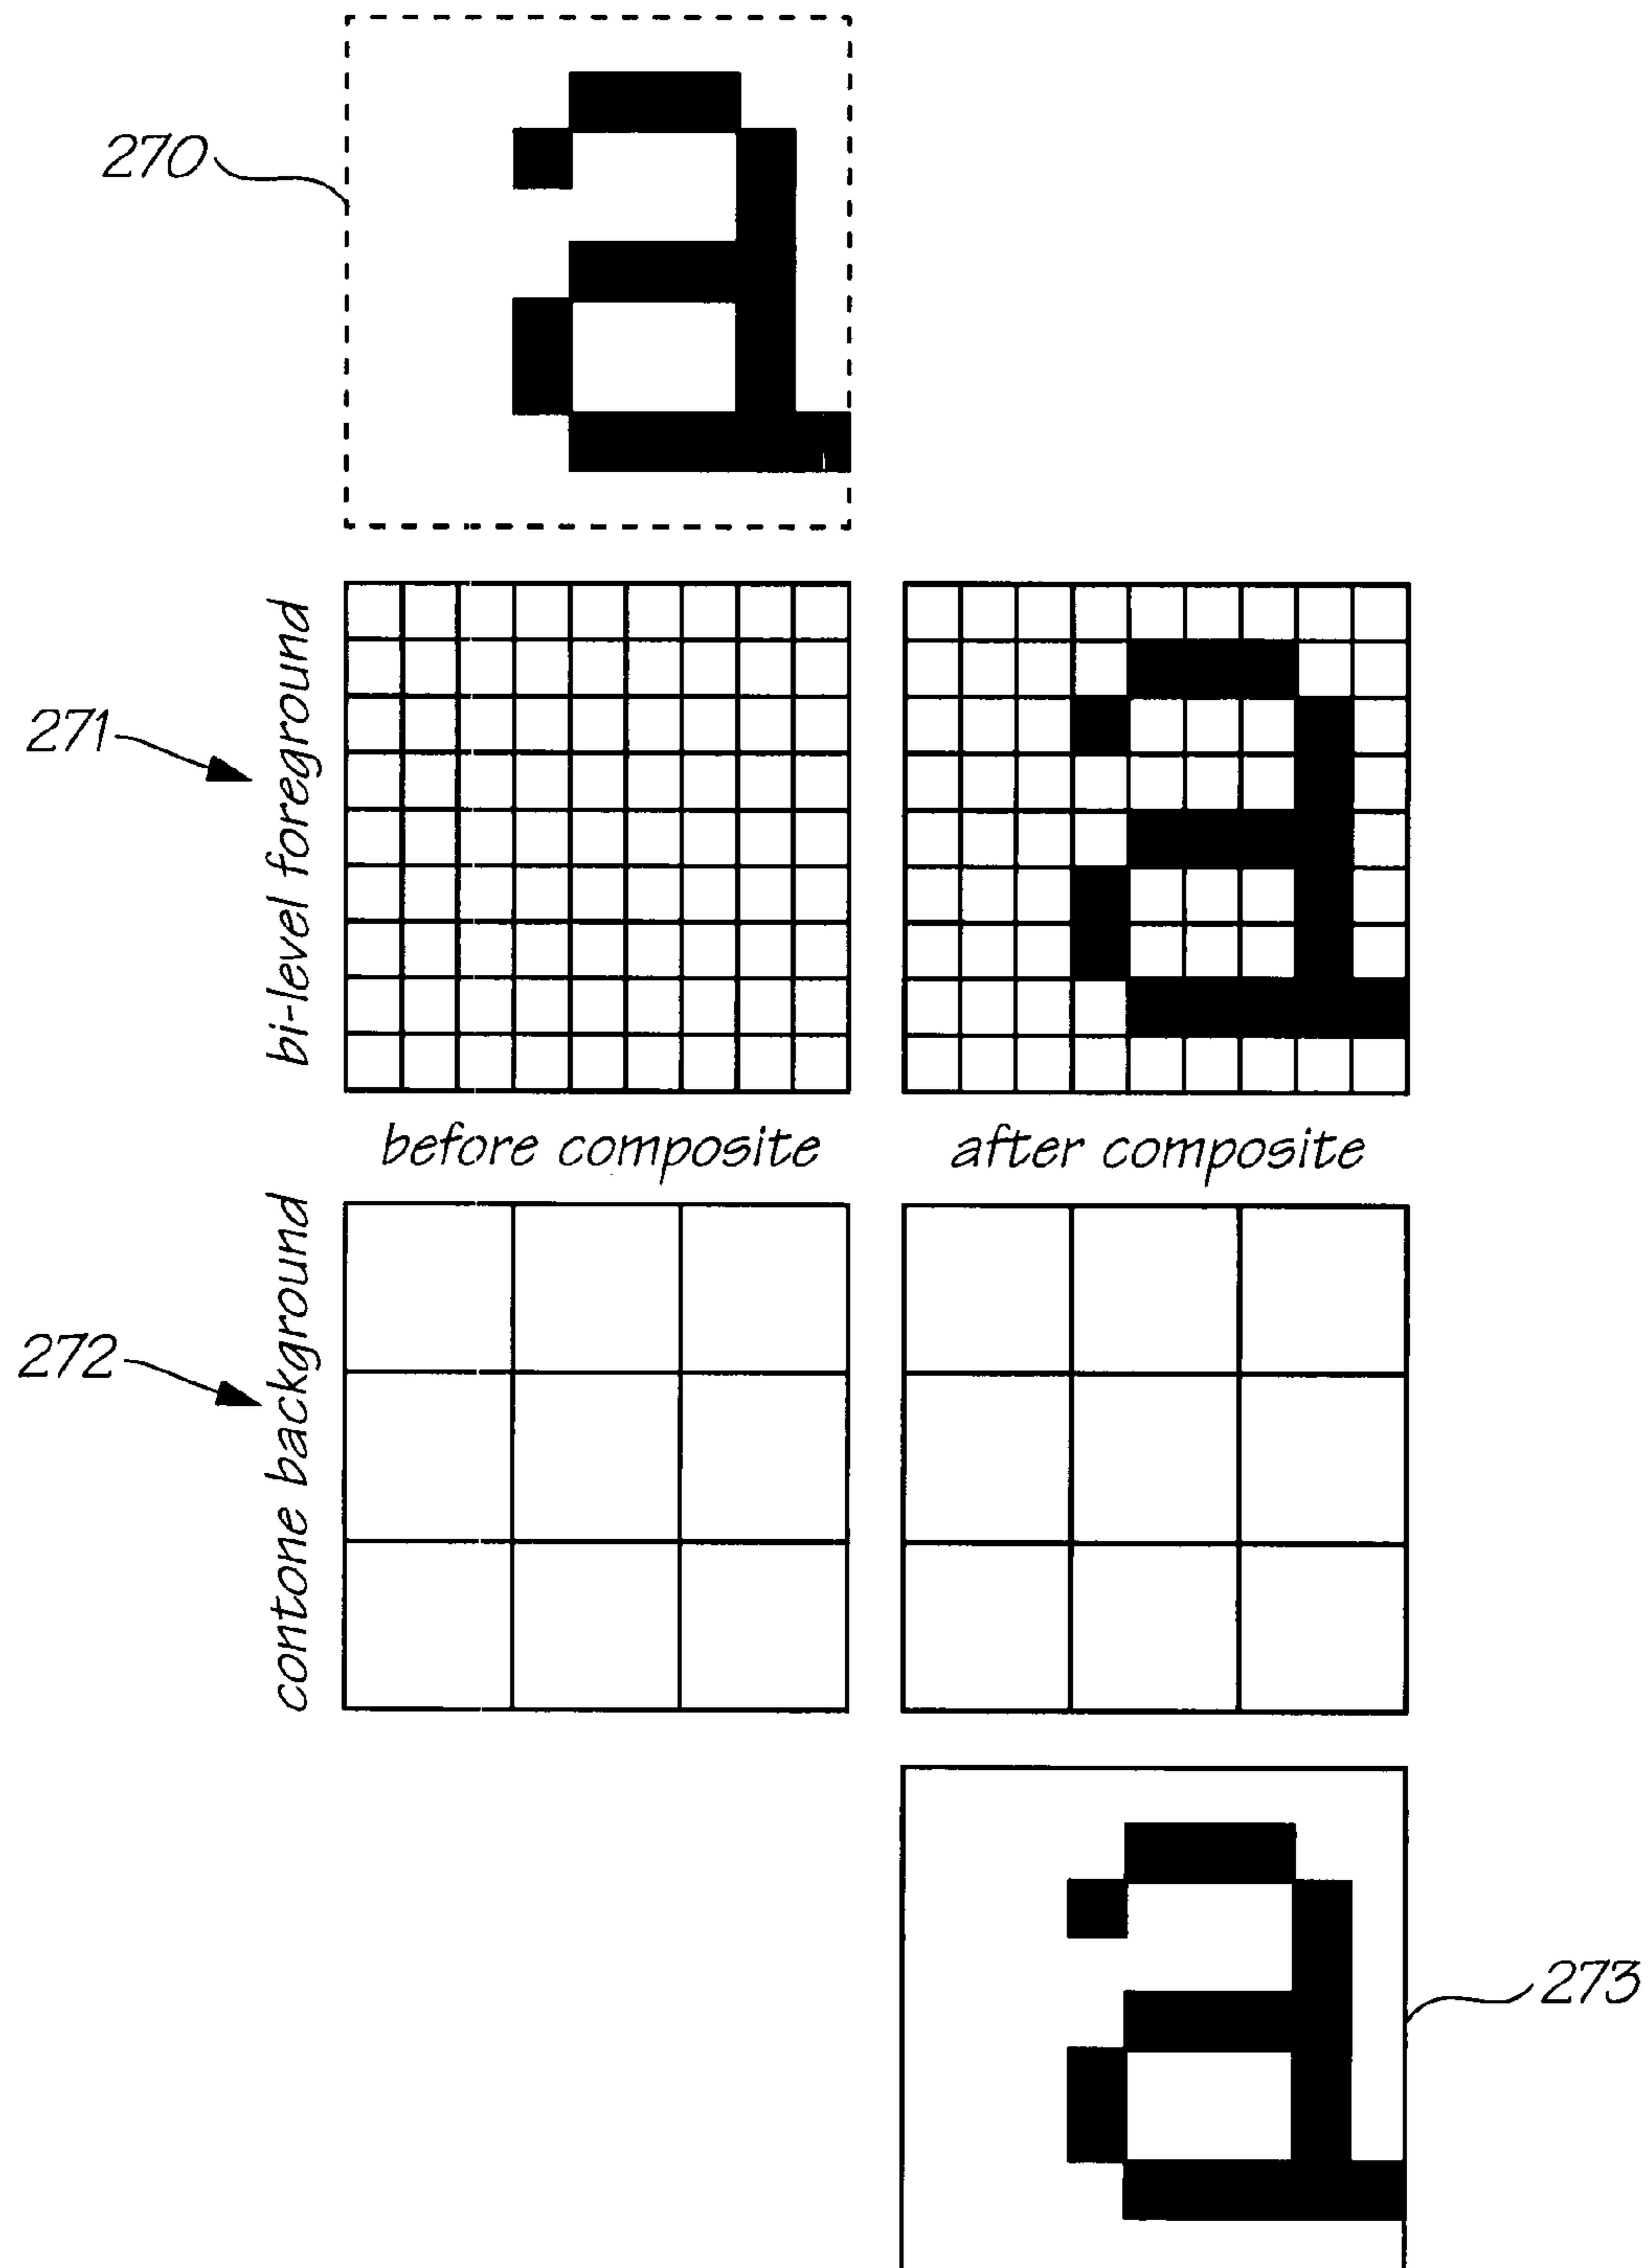 270
271
bi-level foreground
before composite
after composite
272
contone background
273